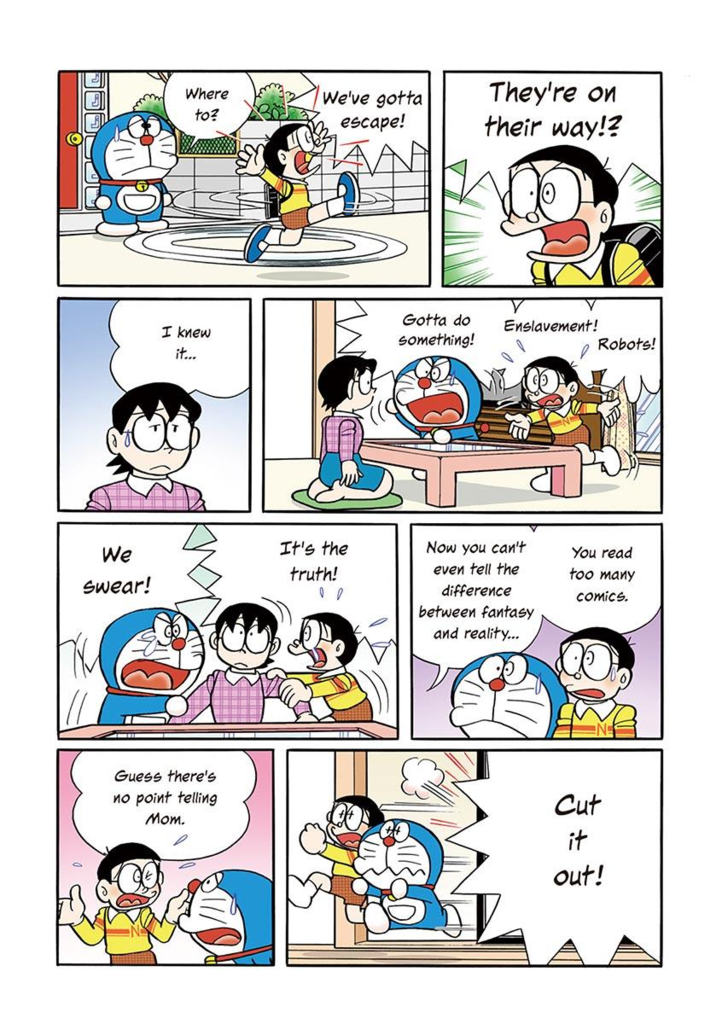 Where
to?
We've gotta
escape!
They're on
their way!?
I knew
it...
Gotta do
something!
Enslavement!
Robots!
We
swear!
It's the
truth!
Now you can't
even tell the
difference
between fantasy
and reality...
You read
too many
comics.
N
Guess there's
no point telling
Mom.
N
Cut
it
out!